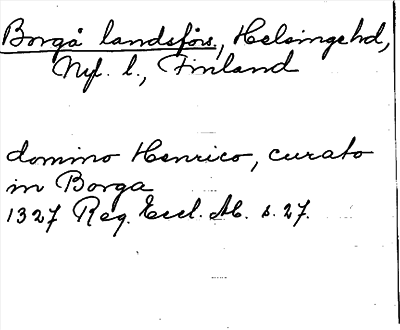 Borgå landsförs., Helsingehd,
Nyl. l., Finland
domino Henrico, curato
in Borga
1327 Reg. Eccl. Ab. s. 27.